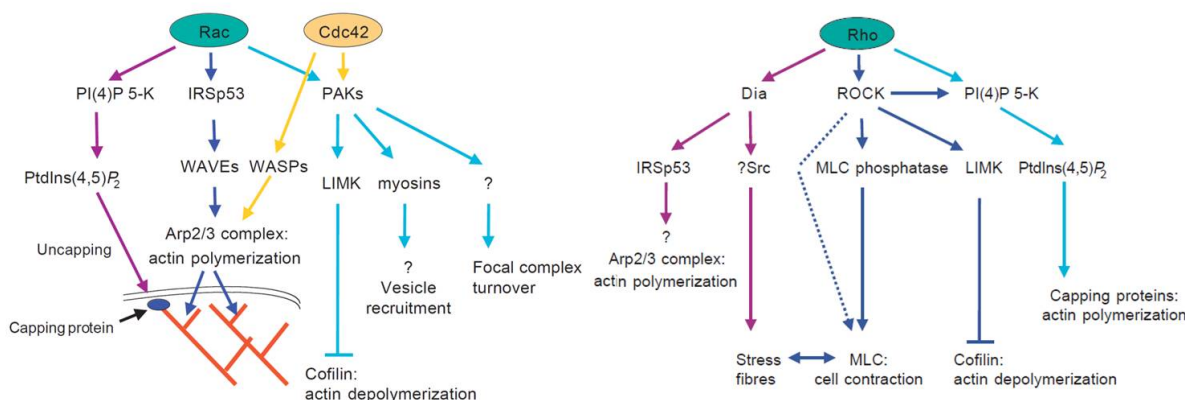 Rac
Cdc42
PI(4)P 5-K
IRSp53
PAKs
WAVEs
WASPs
PtdIns(4,5)P2
LIMK
myosins
?
Uncapping
Arp2/3 complex:
actin polymerization
?
Vesicle
recruitment
Focal complex
turnover
Capping protein
Cofilin:
actin depolymerization
Rho
Dia
ROCK
PI(4)P 5-K
IRSp53
?Src
MLC phosphatase
LIMK
PtdIns(4,5)P2
?
Arp2/3 complex:
actin polymerization
Capping proteins:
actin polymerization
Stress
fibres
MLC:
cell contraction
Cofilin:
actin depolymerization